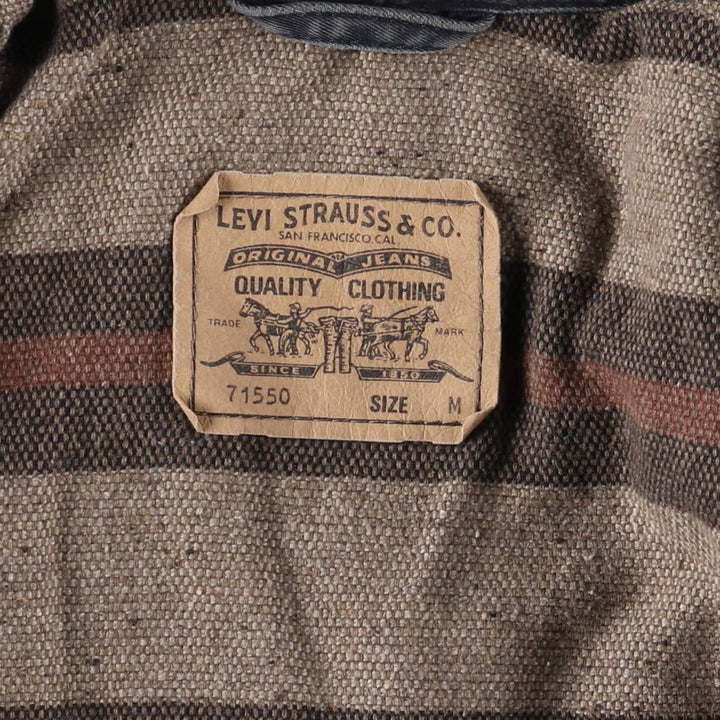 LEVI STRAUSS & CO.
SAN FRANCISCO CAL.
ORIGINAL JEANS
QUALITY CLOTHING
TRADE MARK
SINCE 1850
71550 SIZE M